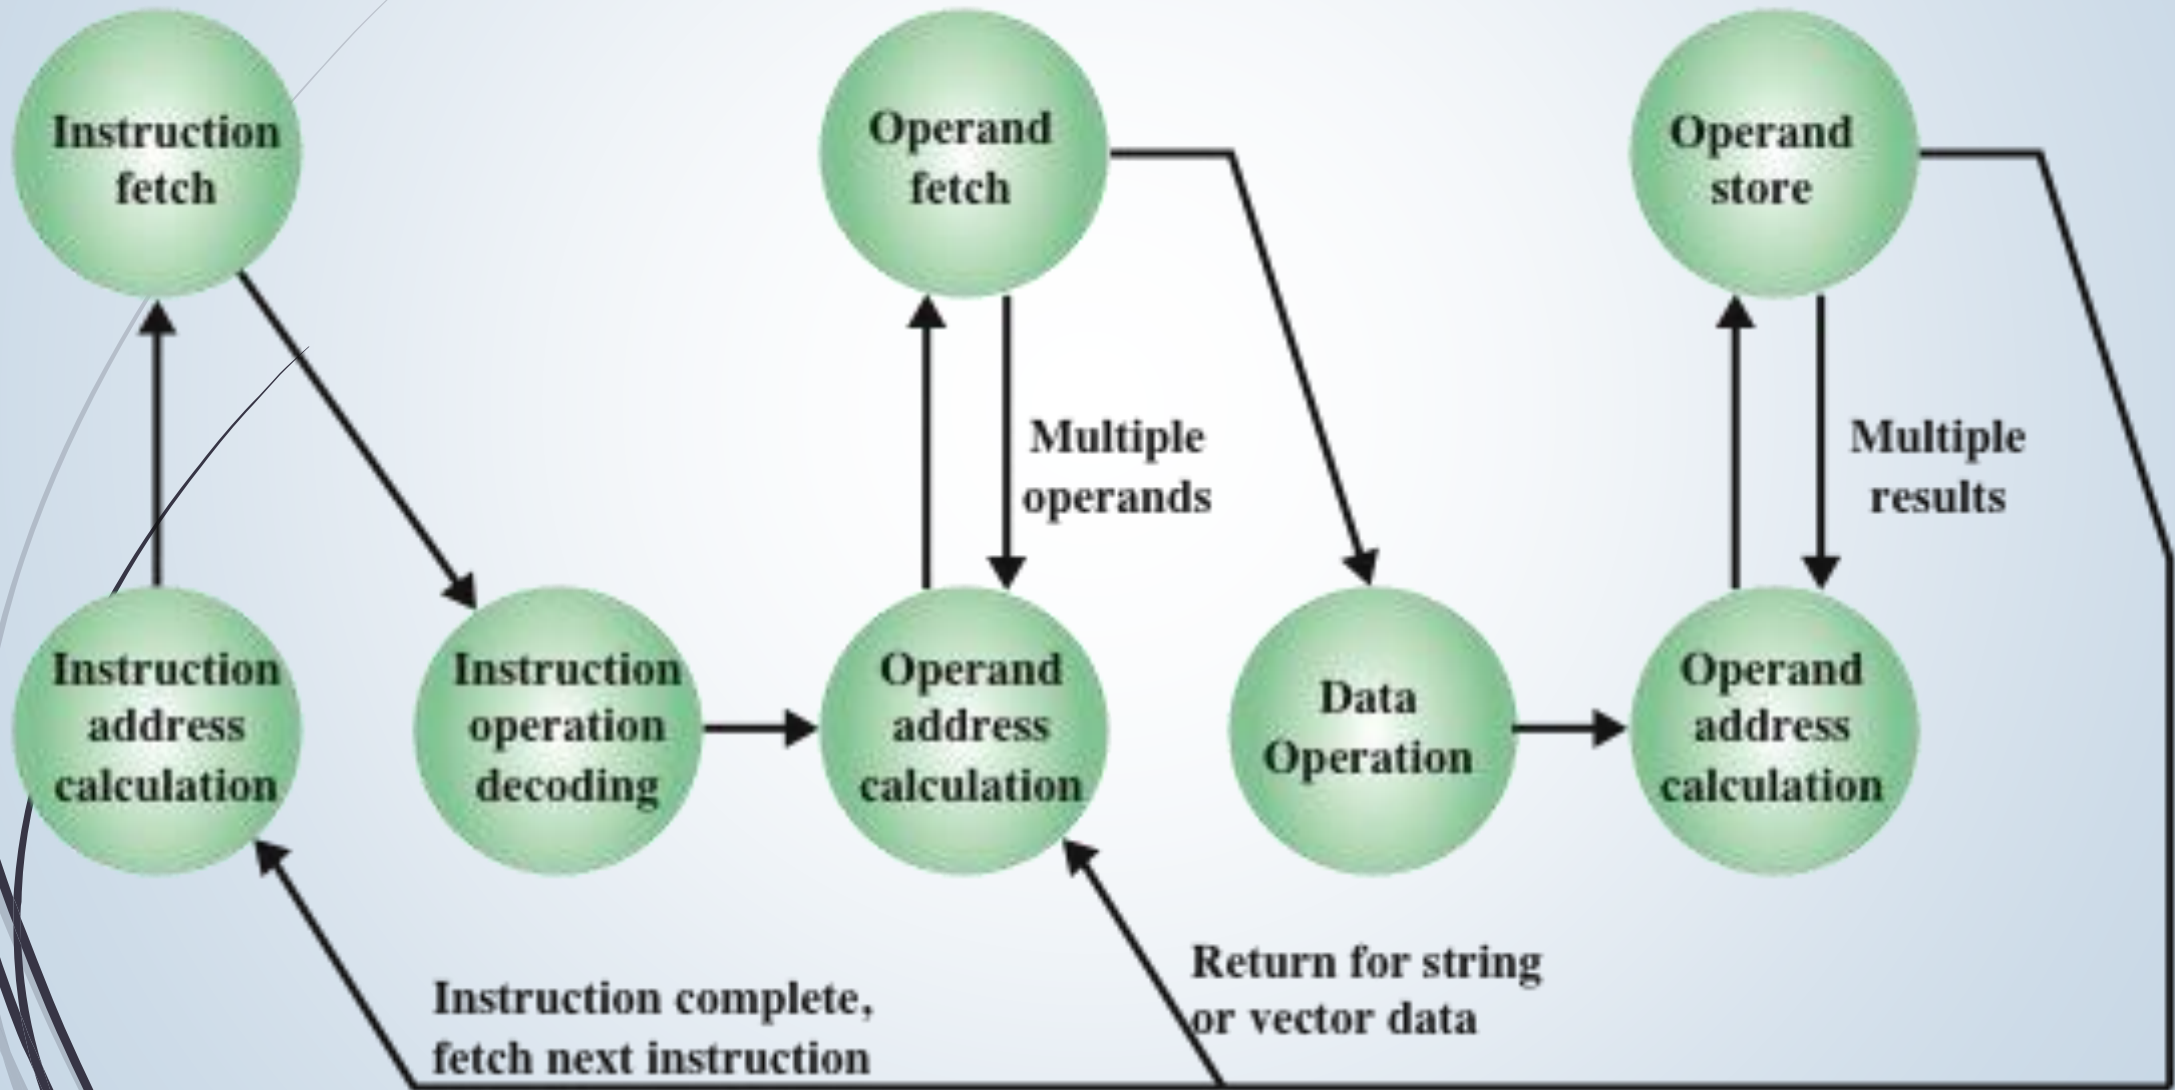 Instruction
fetch
Operand
fetch
Operand
store
Multiple
operands
Multiple
results
Instruction
address
calculation
Instruction
operation
decoding
Operand
address
calculation
Data
Operation
Operand
address
calculation
Instruction complete,
fetch next instruction
Return for string
or vector data